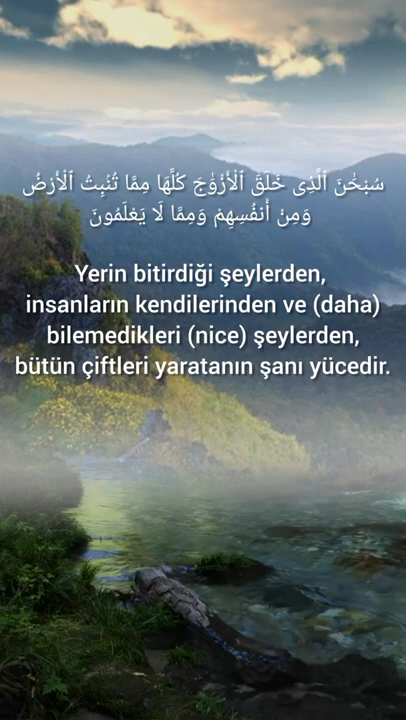 سُبْحَٰنَ ٱلَّذِى خَلَقَ ٱلْأَزْوَٰجَ كُلَّهَا مِمَّا تُنۢبِتُ ٱلْأَرْضُ
وَمِنْ أَنفُسِهِمْ وَمِمَّا لَا يَعْلَمُونَ
Yerin bitirdiği şeylerden,
insanların kendilerinden ve (daha)
bilemedikleri (nice) şeylerden,
bütün çiftleri yaratanın şanı yücedir.